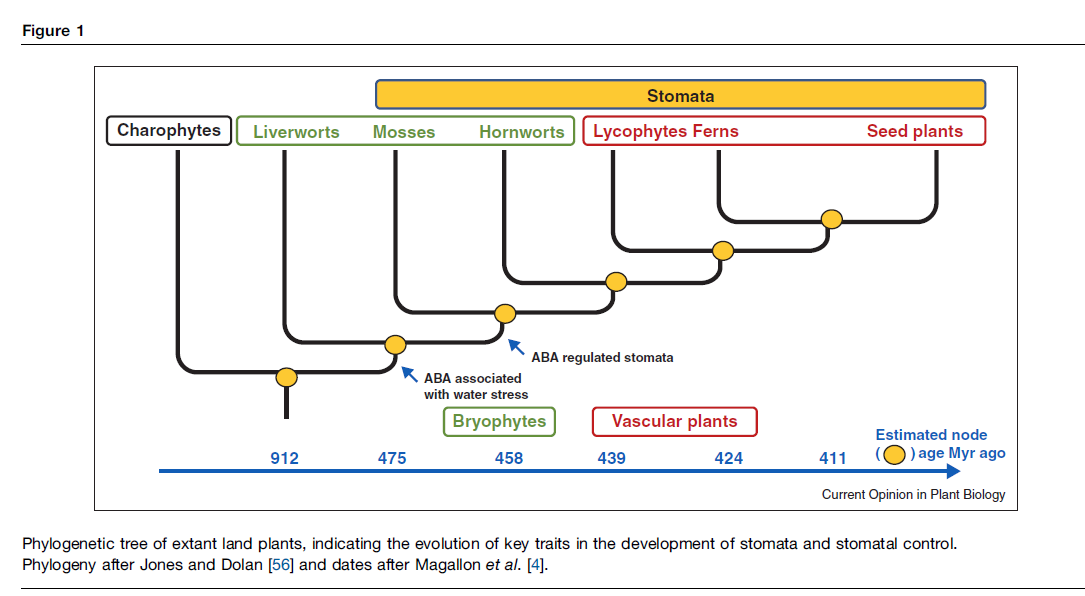 Figure 1
Stomata
Charophytes Liverworts Mosses Hornworts Lycophytes Ferns Seed plants
ABA regulated stomata
ABA associated
with water stress
Bryophytes Vascular plants
Estimated node
( ) age Myr ago
912 475 458 439 424 411
Current Opinion in Plant Biology
Phylogenetic tree of extant land plants, indicating the evolution of key traits in the development of stomata and stomatal control.
Phylogeny after Jones and Dolan [56] and dates after Magallon et al. [4].